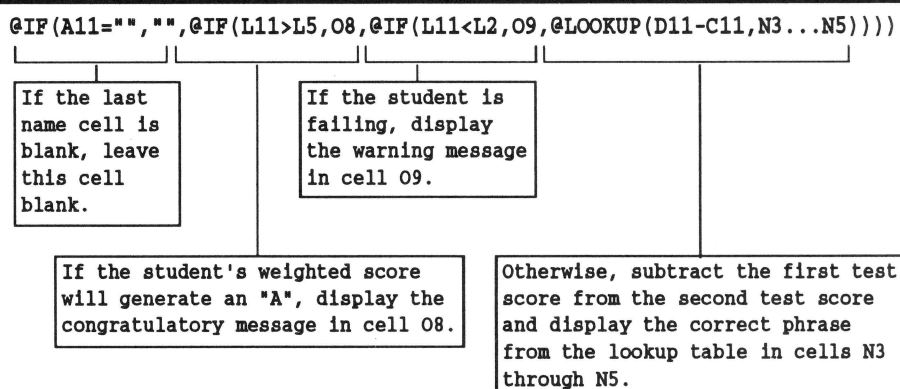 @IF(A11="","",@IF(L11>L5,O8,@IF(L11<L2,O9,@LOOKUP(D11-C11,N3...N5))))
If the last
name cell is
blank, leave
this cell
blank.
If the student is
failing, display
the warning message
in cell O9.
If the student's weighted score
will generate an "A", display the
congratulatory message in cell O8.
Otherwise, subtract the first test
score from the second test score
and display the correct phrase
from the lookup table in cells N3
through N5.